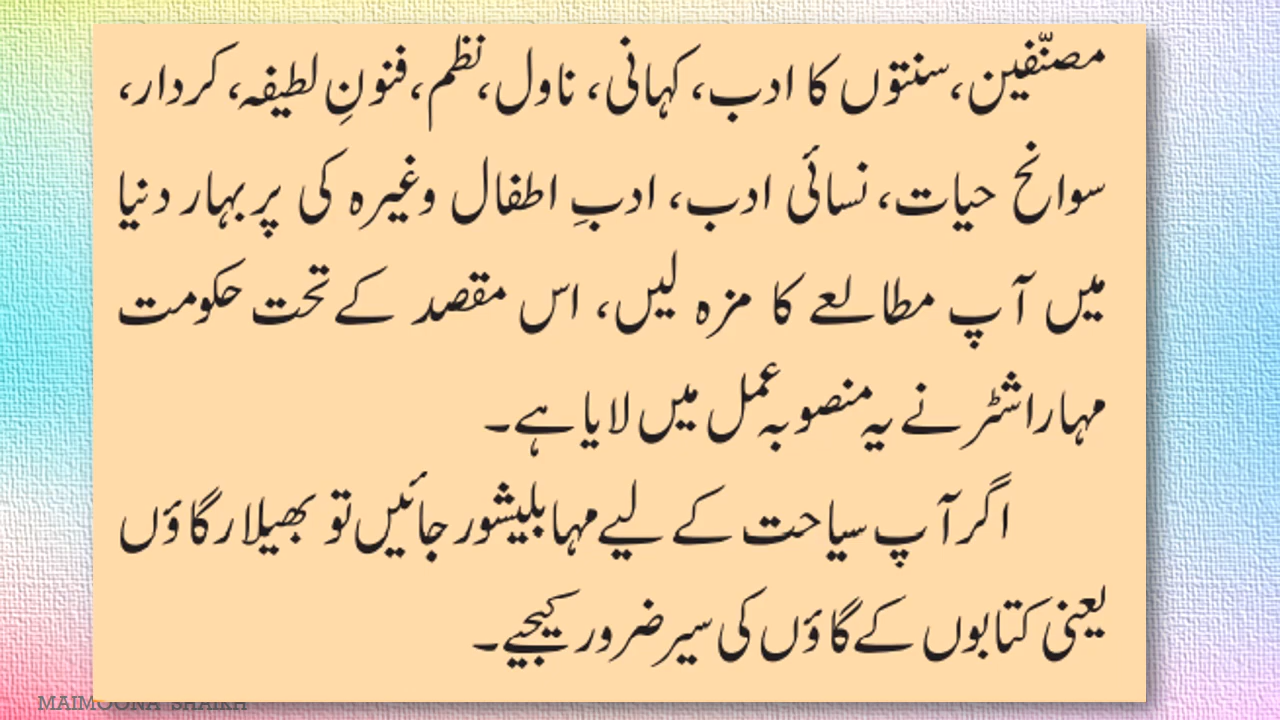 مصنّفین، سنتوں کا ادب، کہانی، ناول، نظم، فنونِ لطیفہ، کردار،
سوانح حیات، نسائی ادب، ادبِ اطفال وغیرہ کی پربہار دنیا
میں آپ مطالعے کا مزہ لیں، اس مقصد کے تحت حکومت
مہاراشٹر نے یہ منصوبہ عمل میں لایا ہے۔
اگر آپ سیاحت کے لیے مہابلیشور جائیں تو بھیلار گاؤں
یعنی کتابوں کے گاؤں کی سیر ضرور کیجیے۔
MAIMOONA SHAIKH